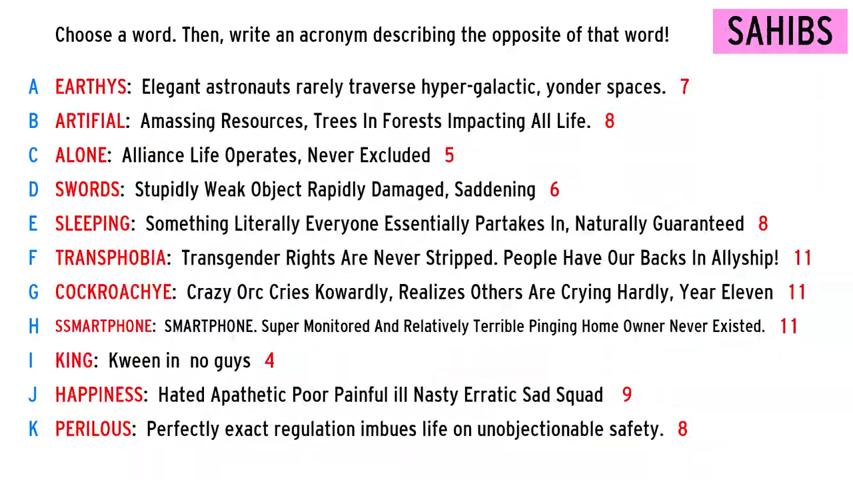 Choose a word. Then, write an acronym describing the opposite of that word!
SAHIBS
A EARTHYS: Elegant astronauts rarely traverse hyper-galactic, yonder spaces. 7
B ARTIFIAL: Amassing Resources, Trees In Forests Impacting All Life. 8
C ALONE: Alliance Life Operates, Never Excluded 5
D SWORDS: Stupidly Weak Object Rapidly Damaged, Saddening 6
E SLEEPING: Something Literally Everyone Essentially Partakes In, Naturally Guaranteed 8
F TRANSPHOBIA: Transgender Rights Are Never Stripped. People Have Our Backs In Allyship! 11
G COCKROACHYE: Crazy Orc Cries Kowardly, Realizes Others Are Crying Hardly, Year Eleven 11
H SSMARTPHONE: SMARTPHONE. Super Monitored And Relatively Terrible Pinging Home Owner Never Existed. 11
I KING: Kween in no guys 4
J HAPPINESS: Hated Apathetic Poor Painful ill Nasty Erratic Sad Squad 9
K PERILOUS: Perfectly exact regulation imbues life on unobjectionable safety. 8